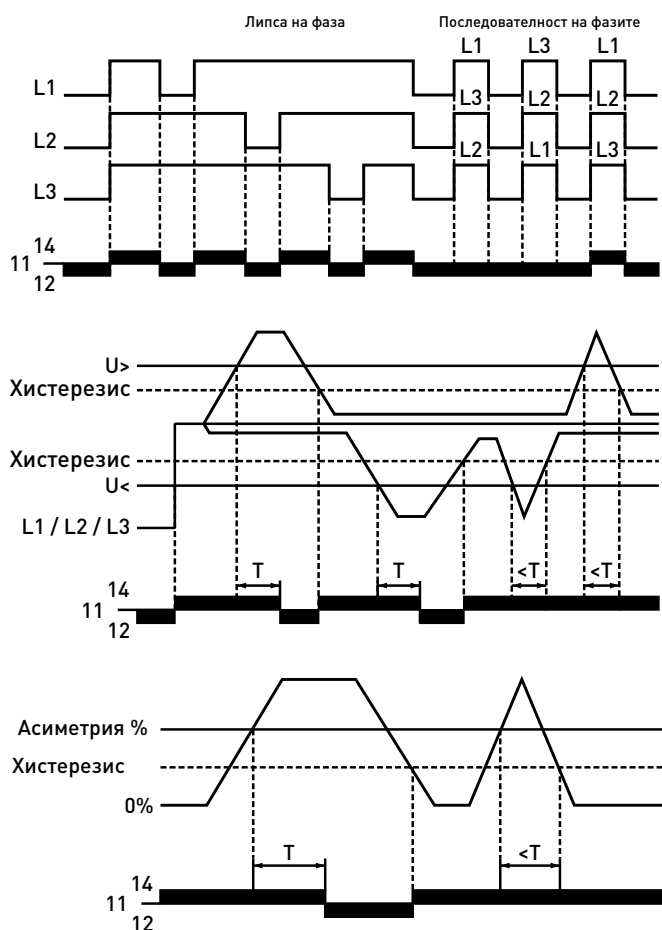 Липса на фаза
Последователност на фазите
L1 L3 L1
L1
L3 L2 L2
L2
L2 L1 L3
L3
14
11
12
U>
Хистерезис
Хистерезис
U<
L1 / L2 / L3
T T <T <T
14
11
12
Асиметрия %
Хистерезис
0%
T <T
14
11
12